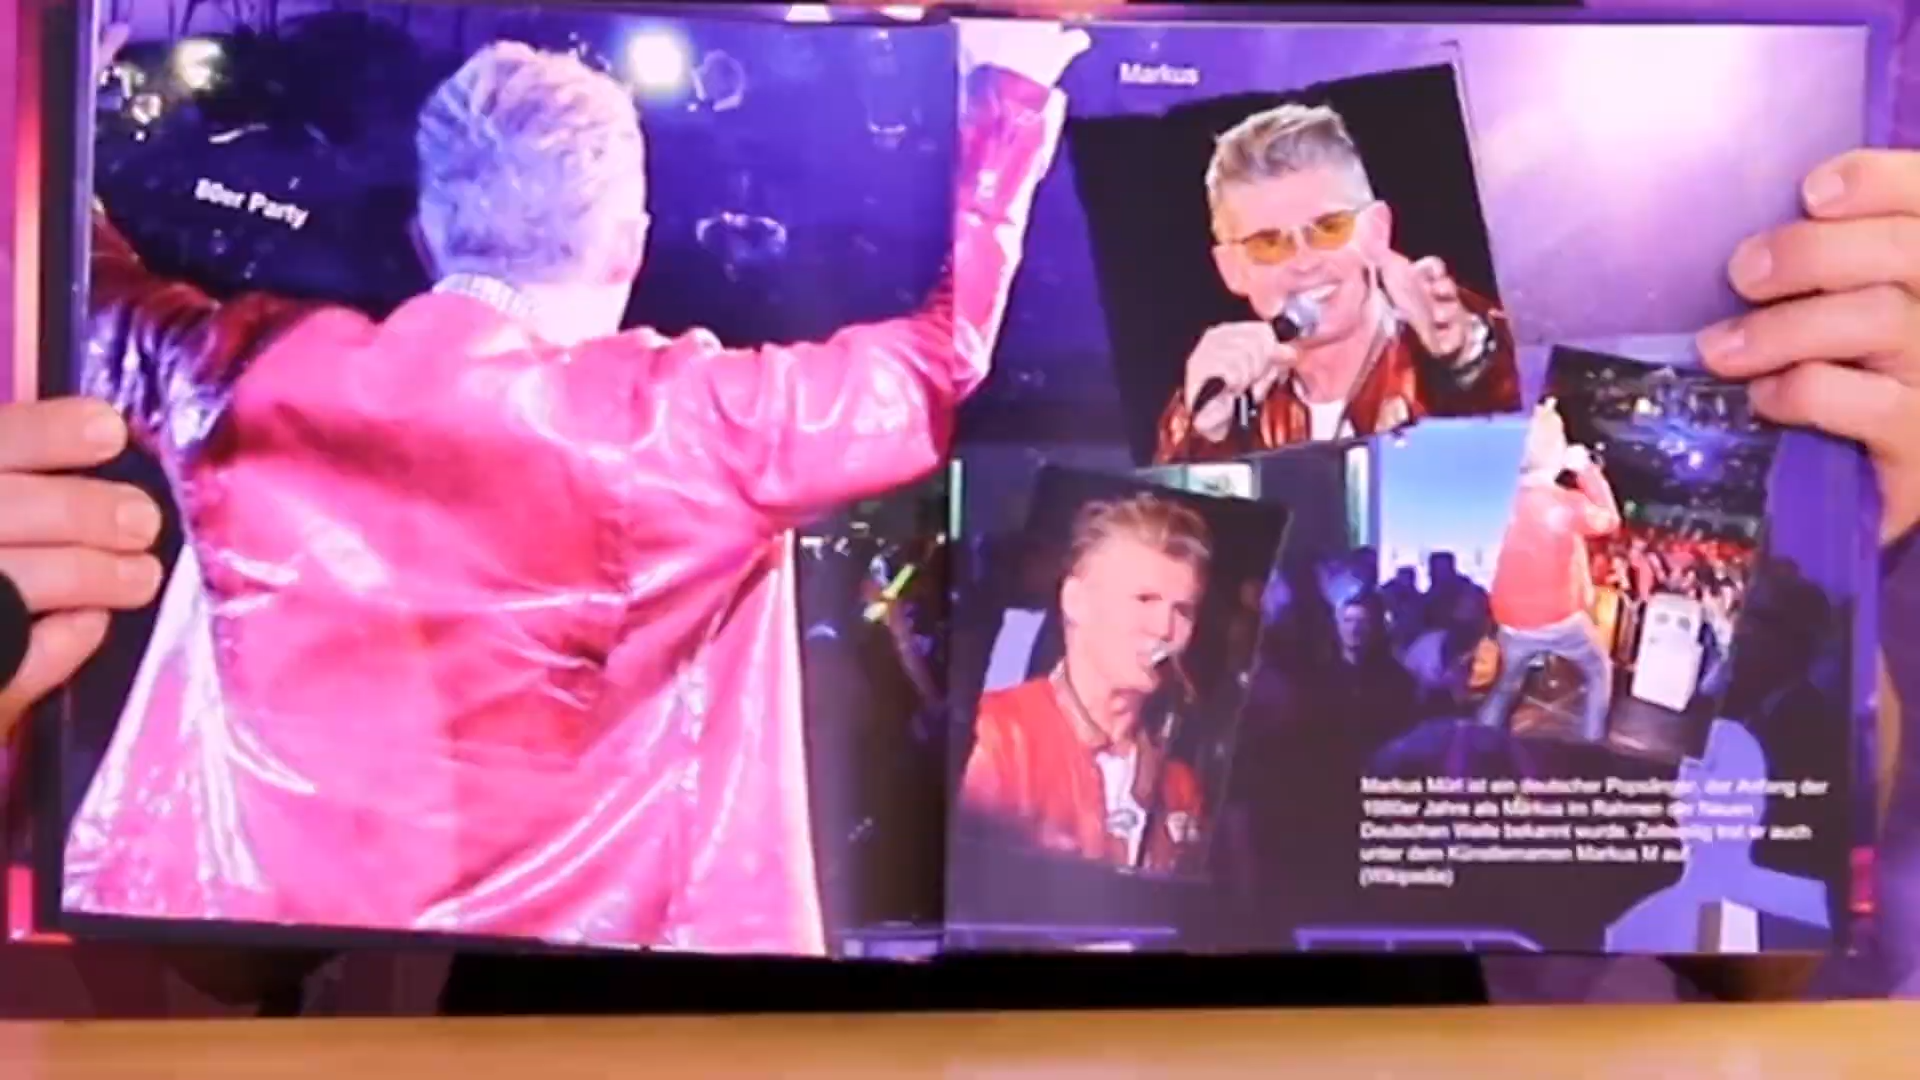 80er Party
Markus
Markus Mörl ist ein deutscher Popsänger, der Anfang der
1980er Jahre als Markus im Rahmen der Neuen
Deutschen Welle bekannt wurde. Zeitweilig trat er auch
unter dem Künstlernamen Markus M auf.
(Wikipedia)